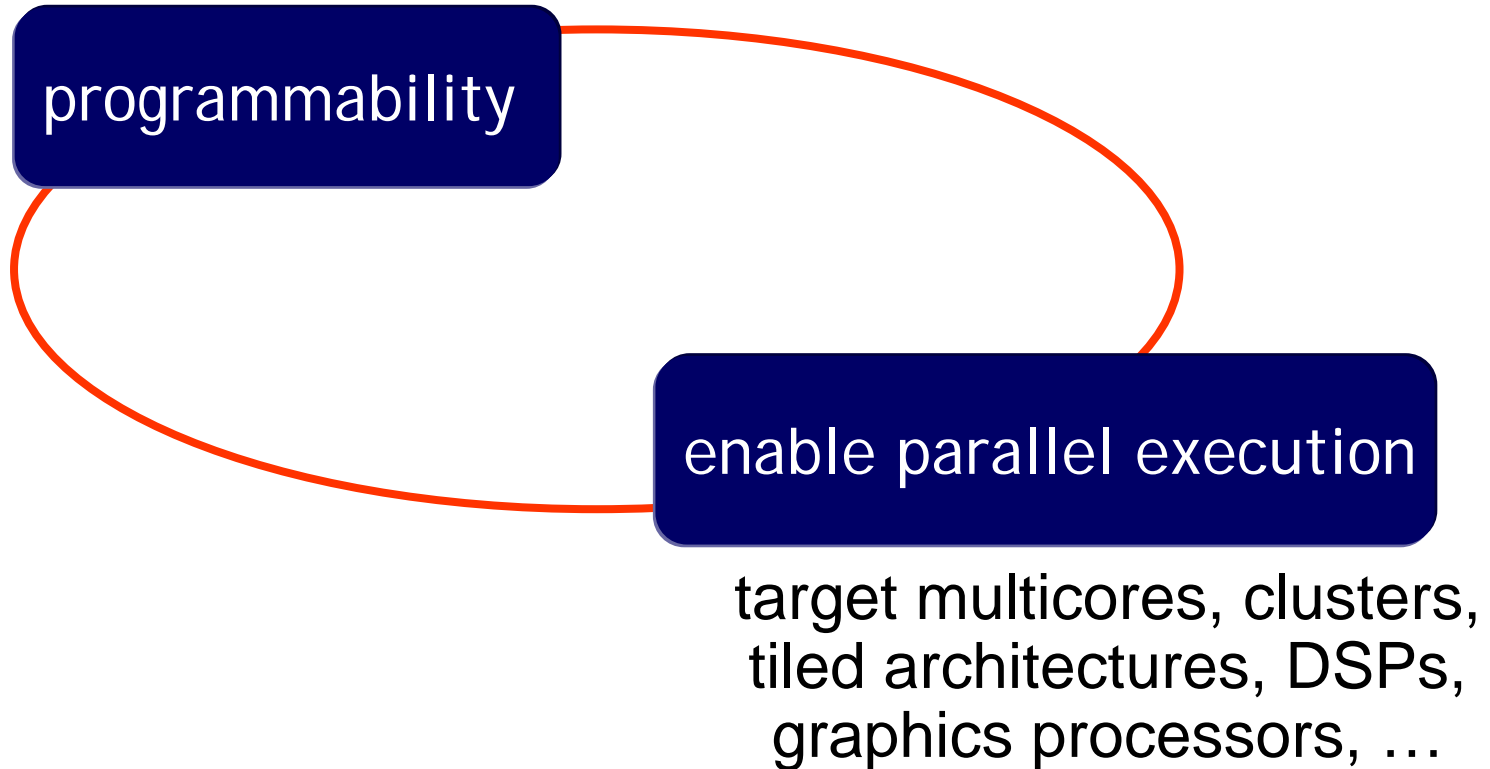 programmability
enable parallel execution
target multicores, clusters,
tiled architectures, DSPs,
graphics processors, …